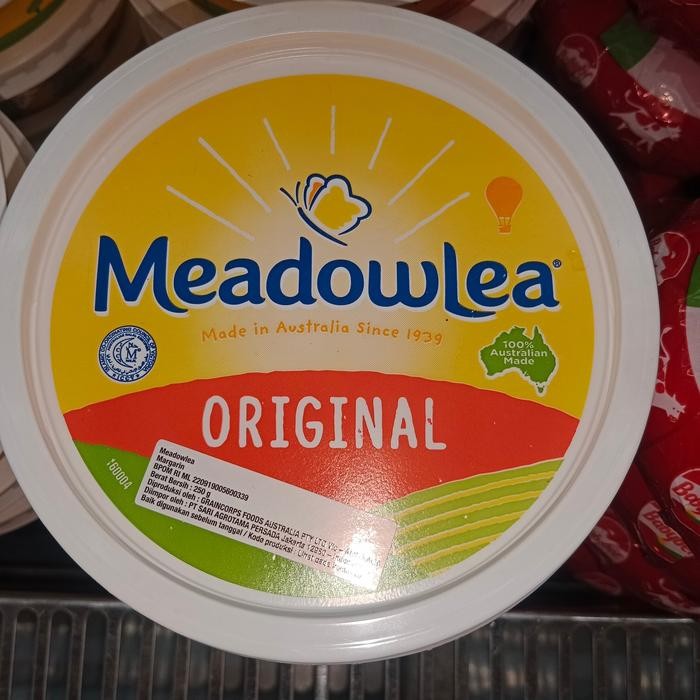 MeadowLea®
Made in Australia Since 1939
100%
Australian
Made
ORIGINAL
160004
Meadowlea
Margarin
BPOM RI ML 220919005600339
Berat Bersih : 250 g
Diproduksi oleh : GRAINCORPS FOODS AUSTRALIA PTY LTD
Diimpor oleh : PT SARI AGROTAMA PERSADA Jakarta
Baik digunakan sebelum tanggal / Kode produksi :